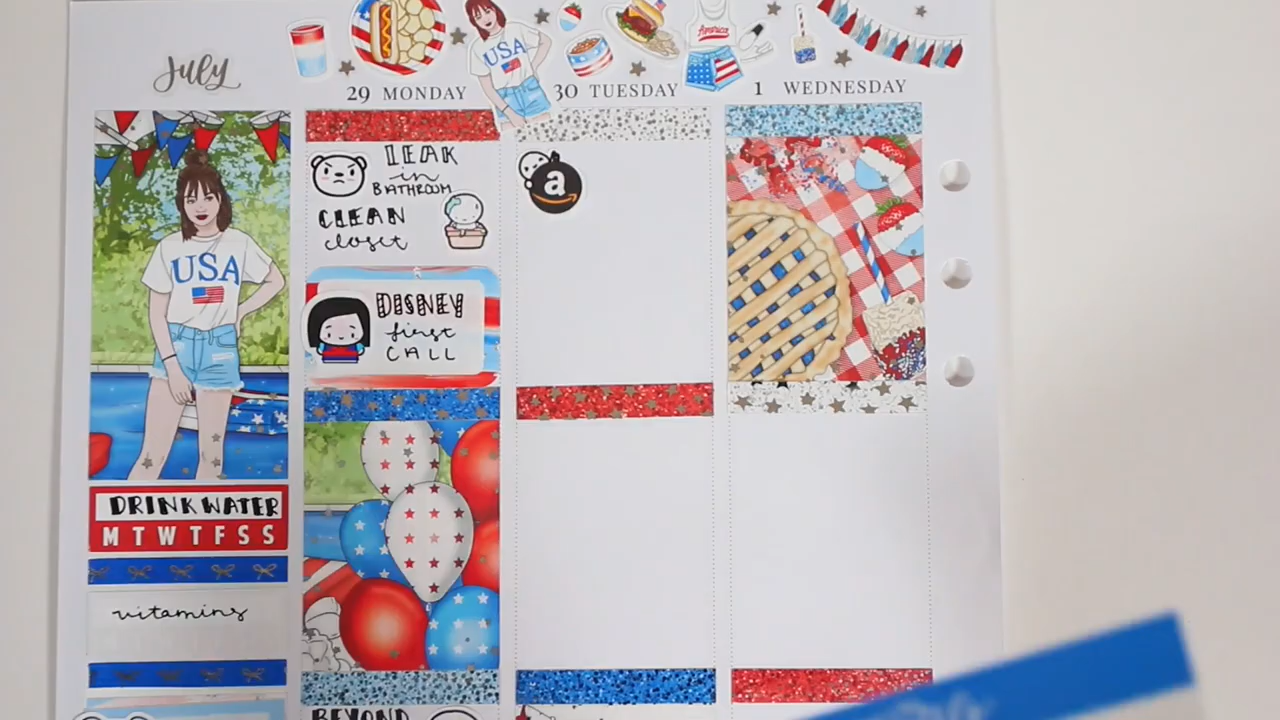 July
29 MONDAY
30 TUESDAY
1 WEDNESDAY
USA
America
USA
LEAK
in
BATHROOM
CLEAN
closet
DISNEY
first
CALL
a
DRINK WATER
M T W T F S S
vitamins
BEYOND